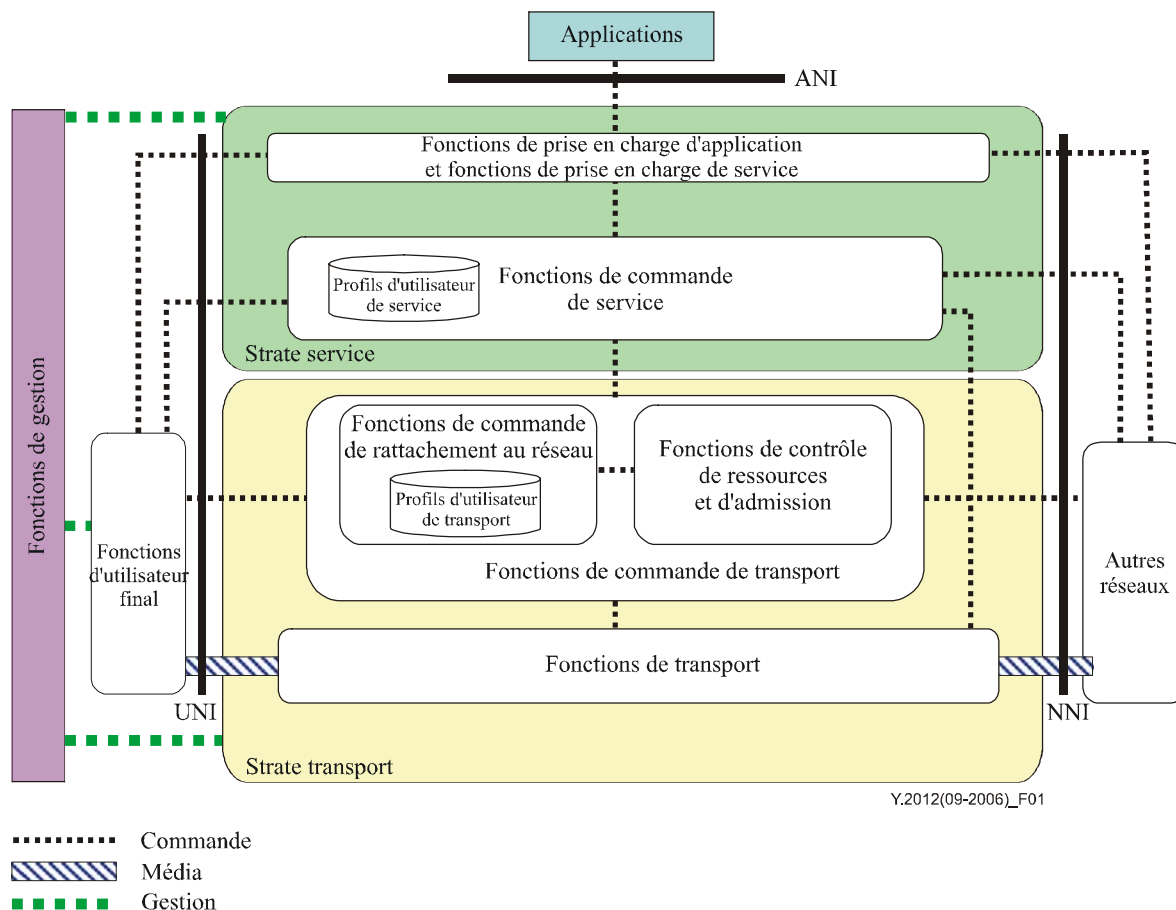 Applications
ANI
Fonctions de prise en charge d'application
et fonctions de prise en charge de service
Profils d'utilisateur
de service
Fonctions de commande
de service
Strate service
Fonctions de gestion
Fonctions de commande
de rattachement au réseau
Profils d'utilisateur
de transport
Fonctions de contrôle
de ressources
et d'admission
Fonctions de commande de transport
Fonctions
d'utilisateur
final
Autres
réseaux
Fonctions de transport
UNI
NNI
Strate transport
Y.2012(09-2006)_F01
Commande
Média
Gestion